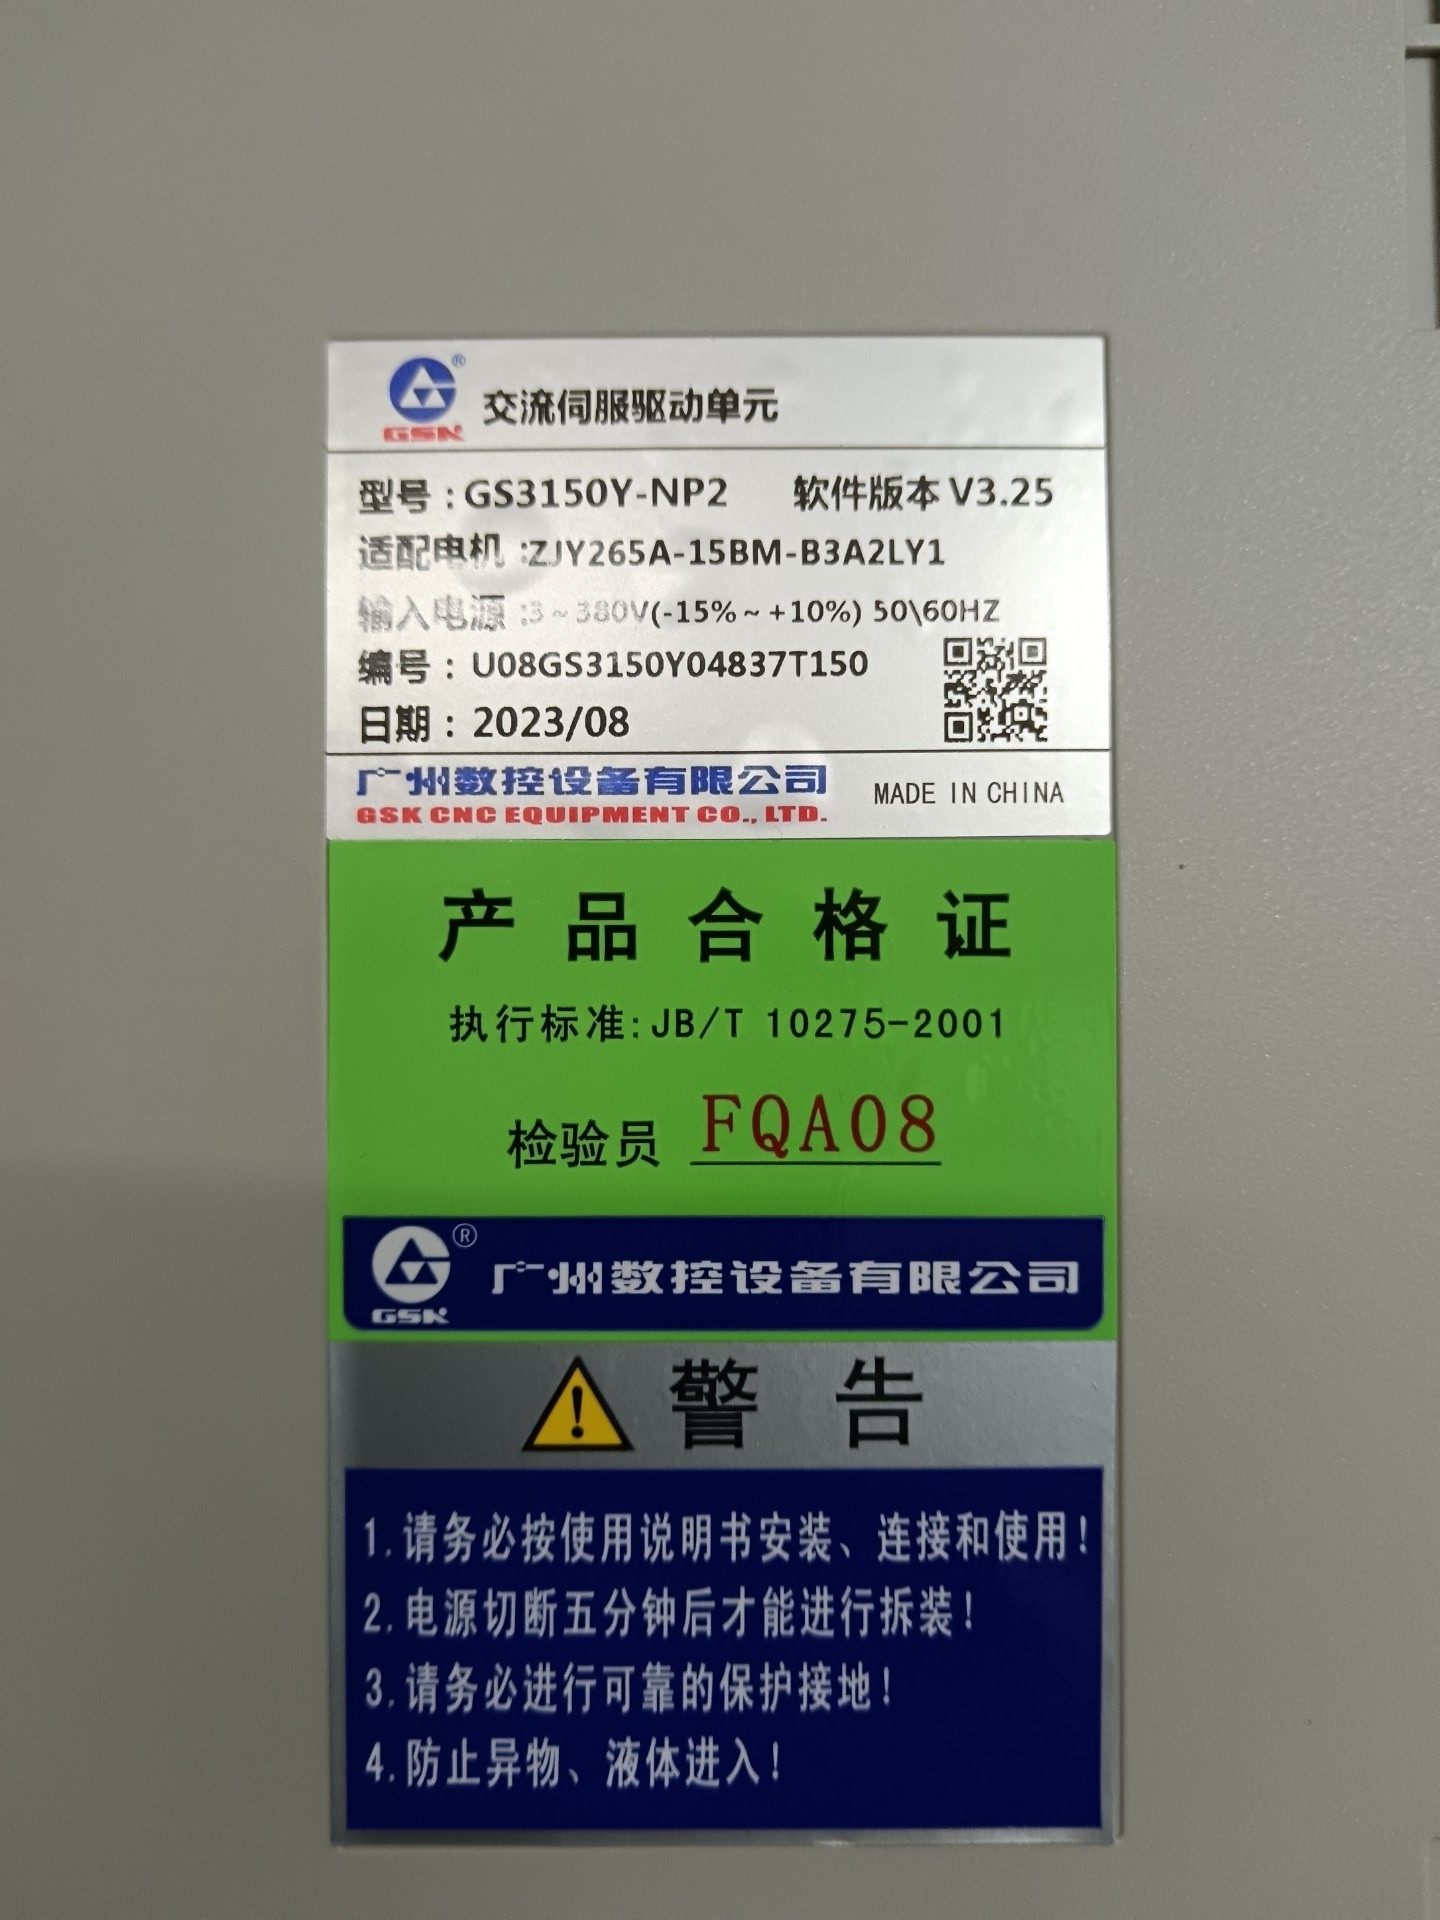 GSK ® 交流伺服驱动单元
型号：GS3150Y-NP2 软件版本 V3.25
适配电机 :ZJY265A-15BM-B3A2LY1
输入电源 :3～380V(-15%～+10%) 50\60HZ
编号：U08GS3150Y04837T150
日期：2023/08
广州数控设备有限公司
GSK CNC EQUIPMENT CO., LTD.
MADE IN CHINA
产品合格证
执行标准:JB/T 10275-2001
检验员 FQA08
GSK ® 广州数控设备有限公司
警告
1.请务必按使用说明书安装、连接和使用!
2.电源切断五分钟后才能进行拆装!
3.请务必进行可靠的保护接地!
4.防止异物、液体进入!